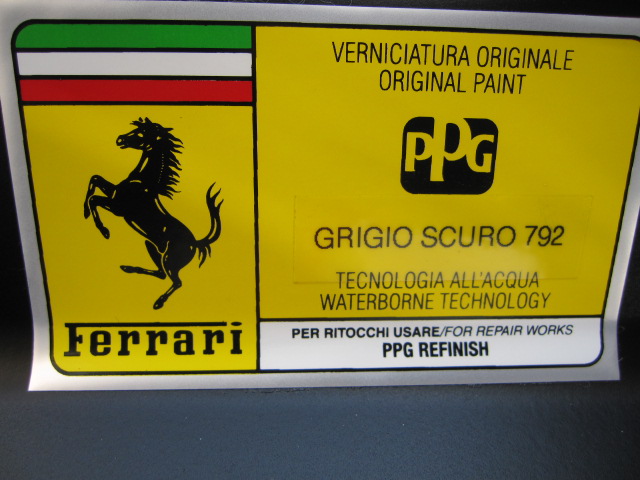 VERNICIATURA ORIGINALE
ORIGINAL PAINT
PPG
GRIGIO SCURO 792
TECNOLOGIA ALL'ACQUA
WATERBORNE TECHNOLOGY
Ferrari
PER RITOCCHI USARE/FOR REPAIR WORKS
PPG REFINISH